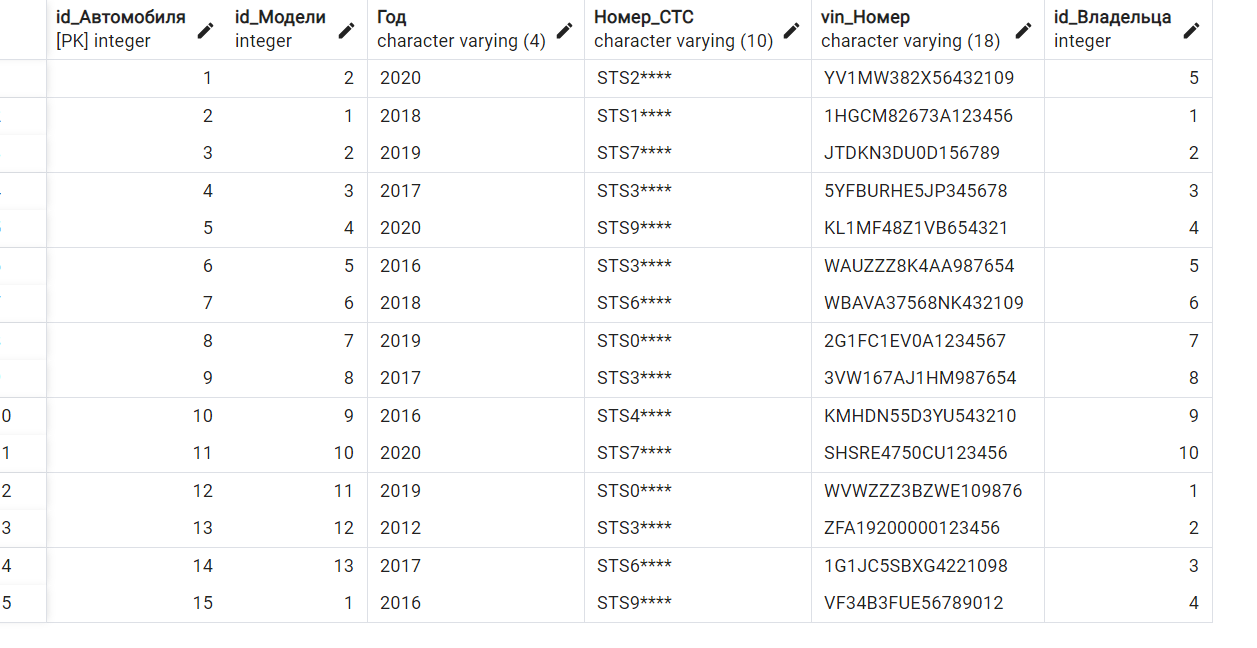 id_Автомобиля id_Модели Год Номер_СТС vin_Номер id_Владельца
[PK] integer integer character varying (4) character varying (10) character varying (18) integer
1 2 2020 STS2**** YV1MW382X56432109 5
2 1 2018 STS1**** 1HGCM82673A123456 1
3 2 2019 STS7**** JTDKN3DU0D156789 2
4 3 2017 STS3**** 5YFBURHE5JP345678 3
5 4 2020 STS9**** KL1MF48Z1VB654321 4
6 5 2016 STS3**** WAUZZZ8K4AA987654 5
7 6 2018 STS6**** WBAVA37568NK432109 6
8 7 2019 STS0**** 2G1FC1EV0A1234567 7
9 8 2017 STS3**** 3VW167AJ1HM987654 8
0 10 9 2016 STS4**** KMHDN55D3YU543210 9
1 11 10 2020 STS7**** SHSRE4750CU123456 10
2 12 11 2019 STS0**** WVWZZZ3BZWE109876 1
3 13 12 2012 STS3**** ZFA19200000123456 2
4 14 13 2017 STS6**** 1G1JC5SBXG4221098 3
5 15 1 2016 STS9**** VF34B3FUE56789012 4